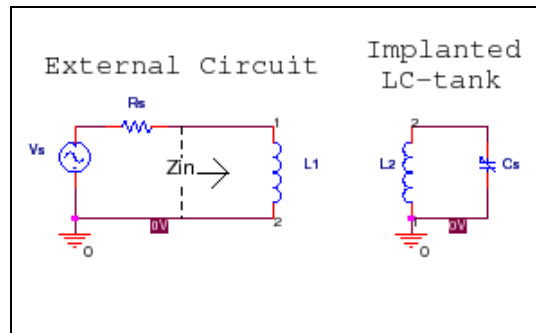 External Circuit
Implanted
LC-tank
Rs
1
2
Vs
Zin
L1
L2
Cs
2
1
0V
0V
0
0